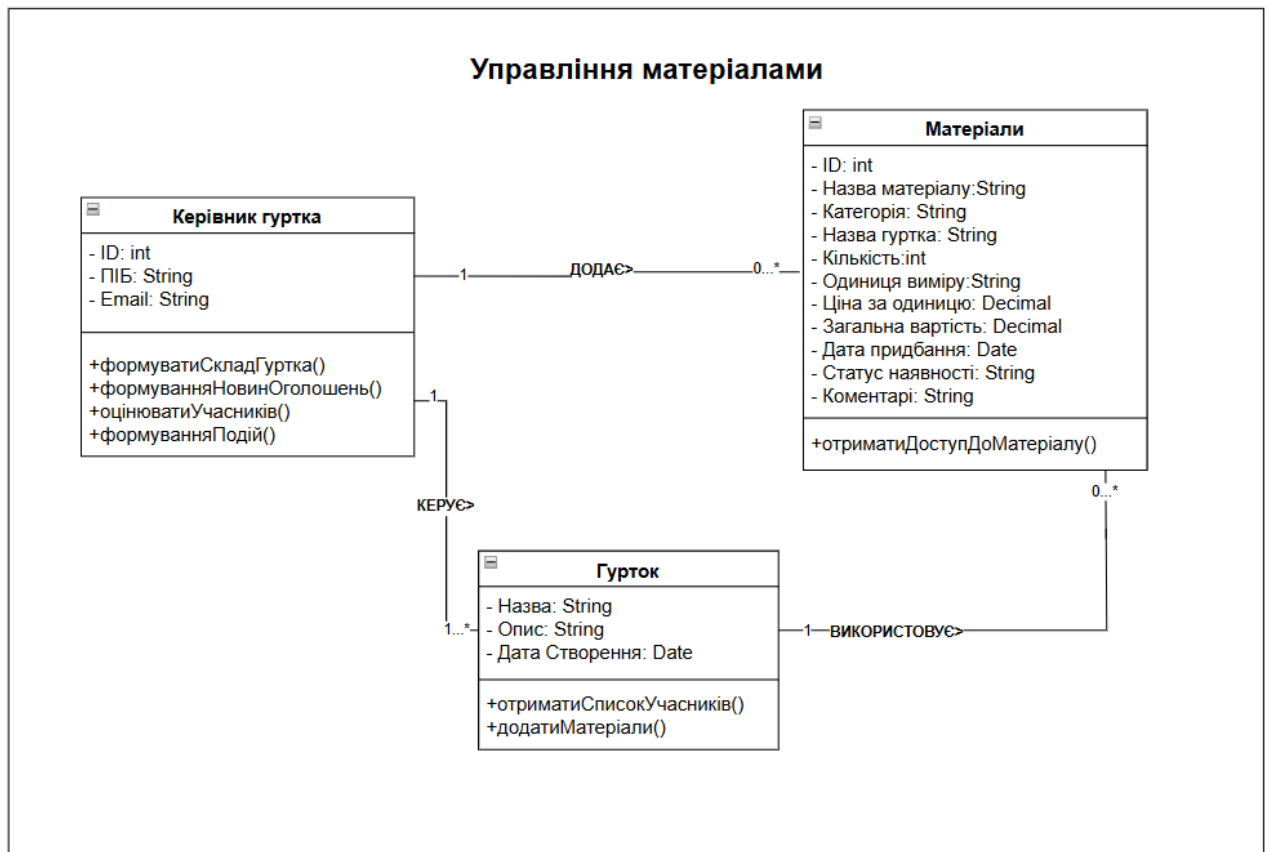 Управління матеріалами
Керівник гуртка
- ID: int
- ПІБ: String
- Email: String
+формуватиСкладГуртка()
+формуванняНовинОголошень()
+оцінюватиУчасників()
+формуванняПодій()
1
ДОДАЄ>
0...*
Матеріали
- ID: int
- Назва матеріалу:String
- Категорія: String
- Назва гуртка: String
- Кількість:int
- Одиниця виміру:String
- Ціна за одиницю: Decimal
- Загальна вартість: Decimal
- Дата придбання: Date
- Статус наявності: String
- Коментарі: String
+отриматиДоступДоМатеріалу()
1
КЕРУЄ>
1...*
Гурток
- Назва: String
- Опис: String
- Дата Створення: Date
+отриматиСписокУчасників()
+додатиМатеріали()
1
ВИКОРИСТОВУЄ>
0...*